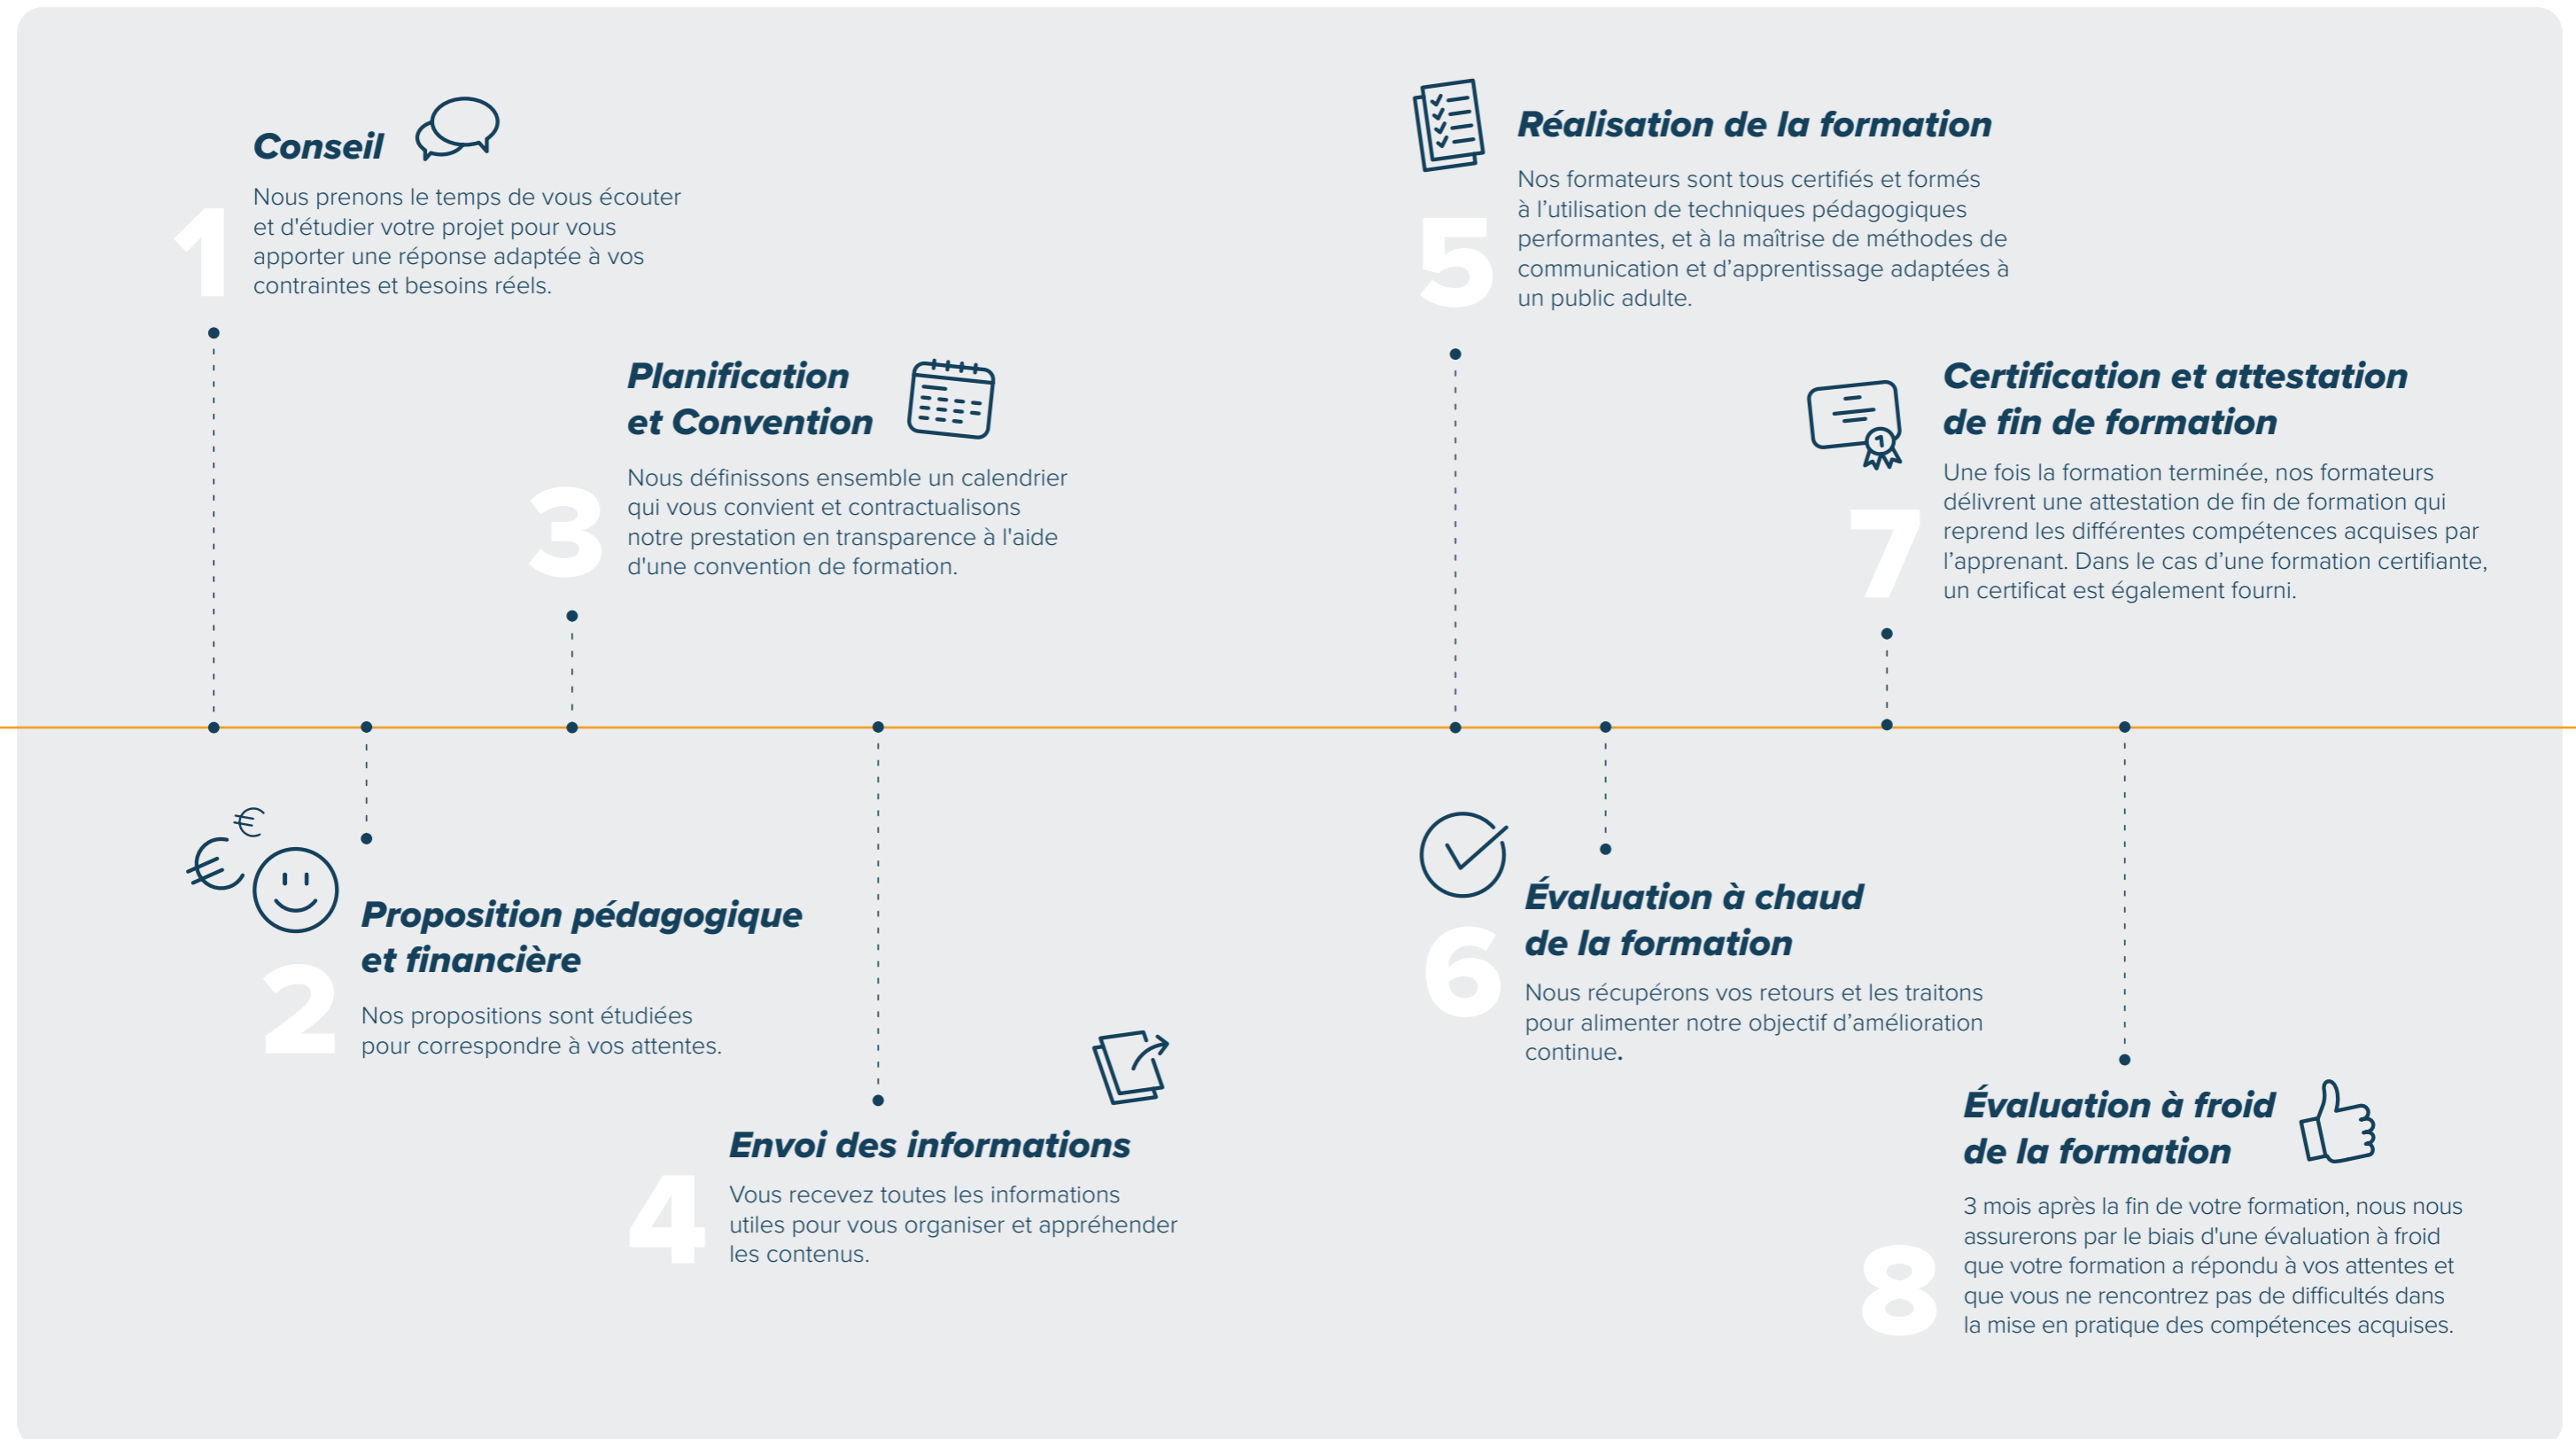 Conseil
1
Nous prenons le temps de vous écouter
et d'étudier votre projet pour vous
apporter une réponse adaptée à vos
contraintes et besoins réels.
Proposition pédagogique
et financière
2
Nos propositions sont étudiées
pour correspondre à vos attentes.
€
€
Planification
et Convention
3
Nous définissons ensemble un calendrier
qui vous convient et contractualisons
notre prestation en transparence à l'aide
d'une convention de formation.
Envoi des informations
4
Vous recevez toutes les informations
utiles pour vous organiser et appréhender
les contenus.
Réalisation de la formation
5
Nos formateurs sont tous certifiés et formés
à l’utilisation de techniques pédagogiques
performantes, et à la maîtrise de méthodes de
communication et d’apprentissage adaptées à
un public adulte.
Évaluation à chaud
de la formation
6
Nous récupérons vos retours et les traitons
pour alimenter notre objectif d’amélioration
continue.
Certification et attestation
de fin de formation
1
7
Une fois la formation terminée, nos formateurs
délivrent une attestation de fin de formation qui
reprend les différentes compétences acquises par
l’apprenant. Dans le cas d’une formation certifiante,
un certificat est également fourni.
Évaluation à froid
de la formation
8
3 mois après la fin de votre formation, nous nous
assurerons par le biais d'une évaluation à froid
que votre formation a répondu à vos attentes et
que vous ne rencontrez pas de difficultés dans
la mise en pratique des compétences acquises.